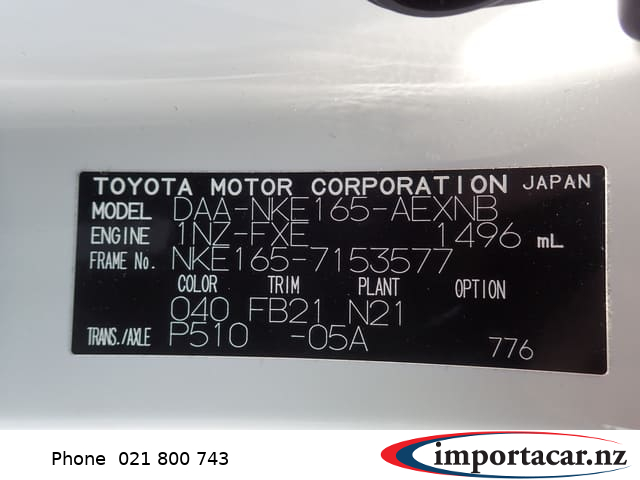 TOYOTA MOTOR CORPORATION JAPAN
MODEL DAA-NKE165-AEXNB
ENGINE 1NZ-FXE 1496 mL
FRAME No. NKE165-7153577
COLOR TRIM PLANT OPTION
040 FB21 N21
TRANS./AXLE P510 -05A 776
Phone 021 800 743
importacar.nz